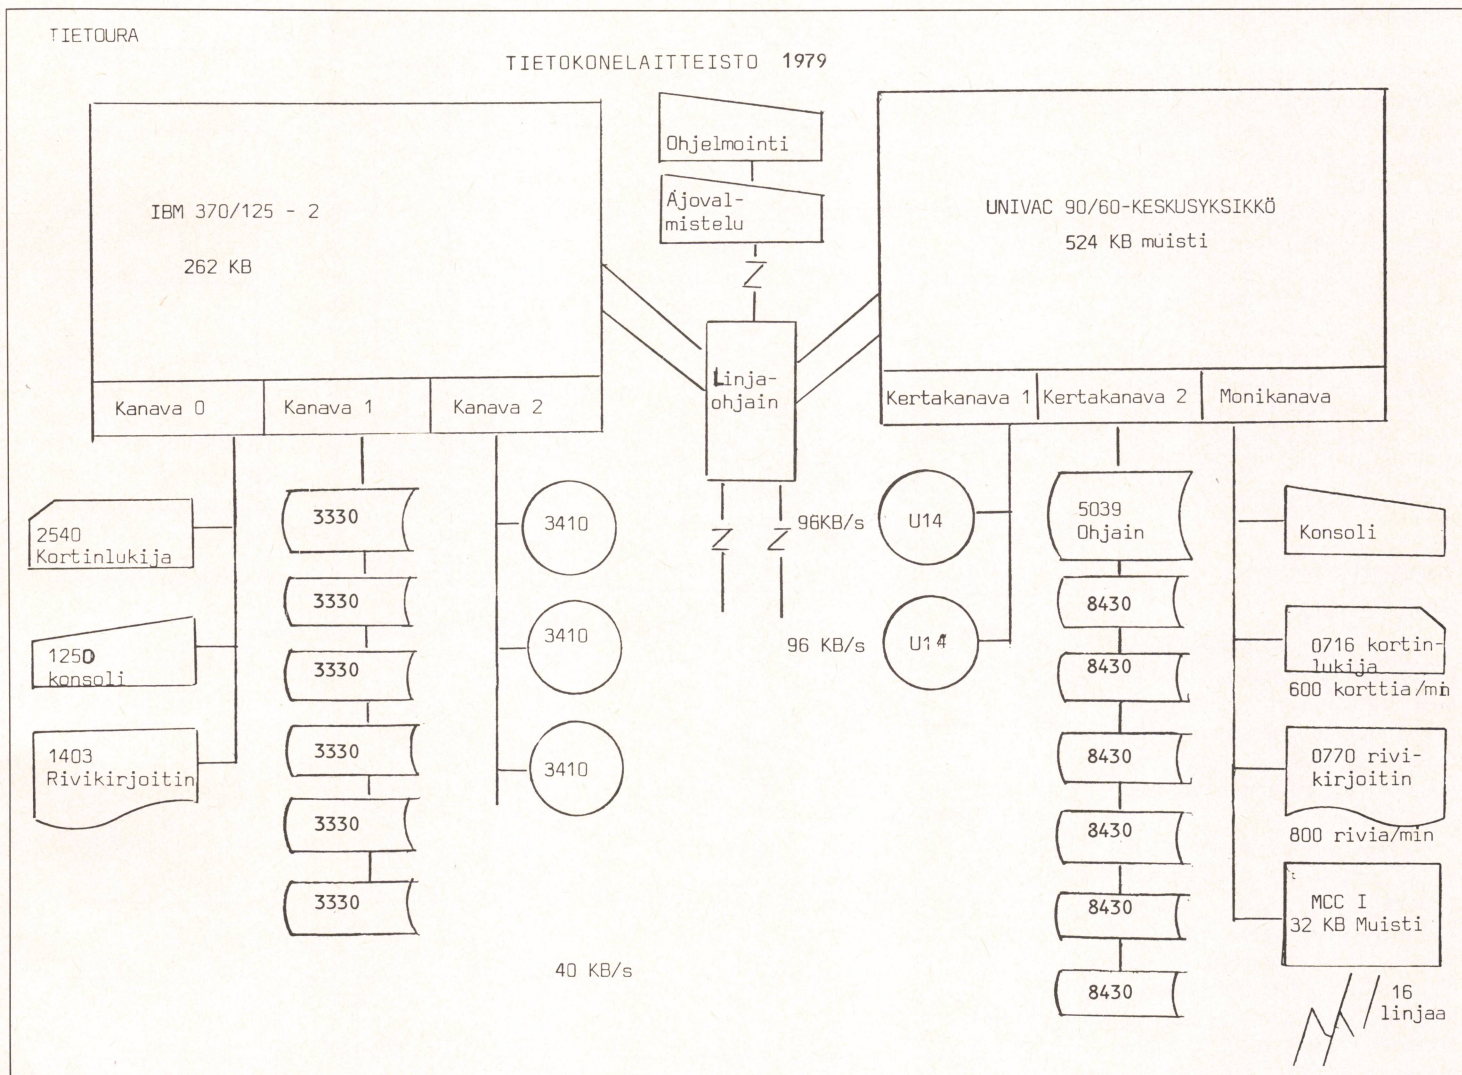 TIETOURA
TIETOKONELAITTEISTO 1979
IBM 370/125 - 2
262 KB
Kanava 0
Kanava 1
Kanava 2
2540
Kortinlukija
1250
konsoli
1403
Rivikirjoitin
3330
3330
3330
3330
3330
3330
3410
3410
3410
40 KB/s
Ohjelmointi
Ajoval-
mistelu
Linja-
ohjain
UNIVAC 90/60-KESKUSYKSIKKÖ
524 KB muisti
Kertakanava 1
Kertakanava 2
Monikanava
96KB/s
U14
96 KB/s
U14
5039
Ohjain
8430
8430
8430
8430
8430
8430
Konsoli
0716 kortin-
lukija
600 korttia/min
0770 rivi-
kirjoitin
800 rivia/min
MCC I
32 KB Muisti
16
linjaa